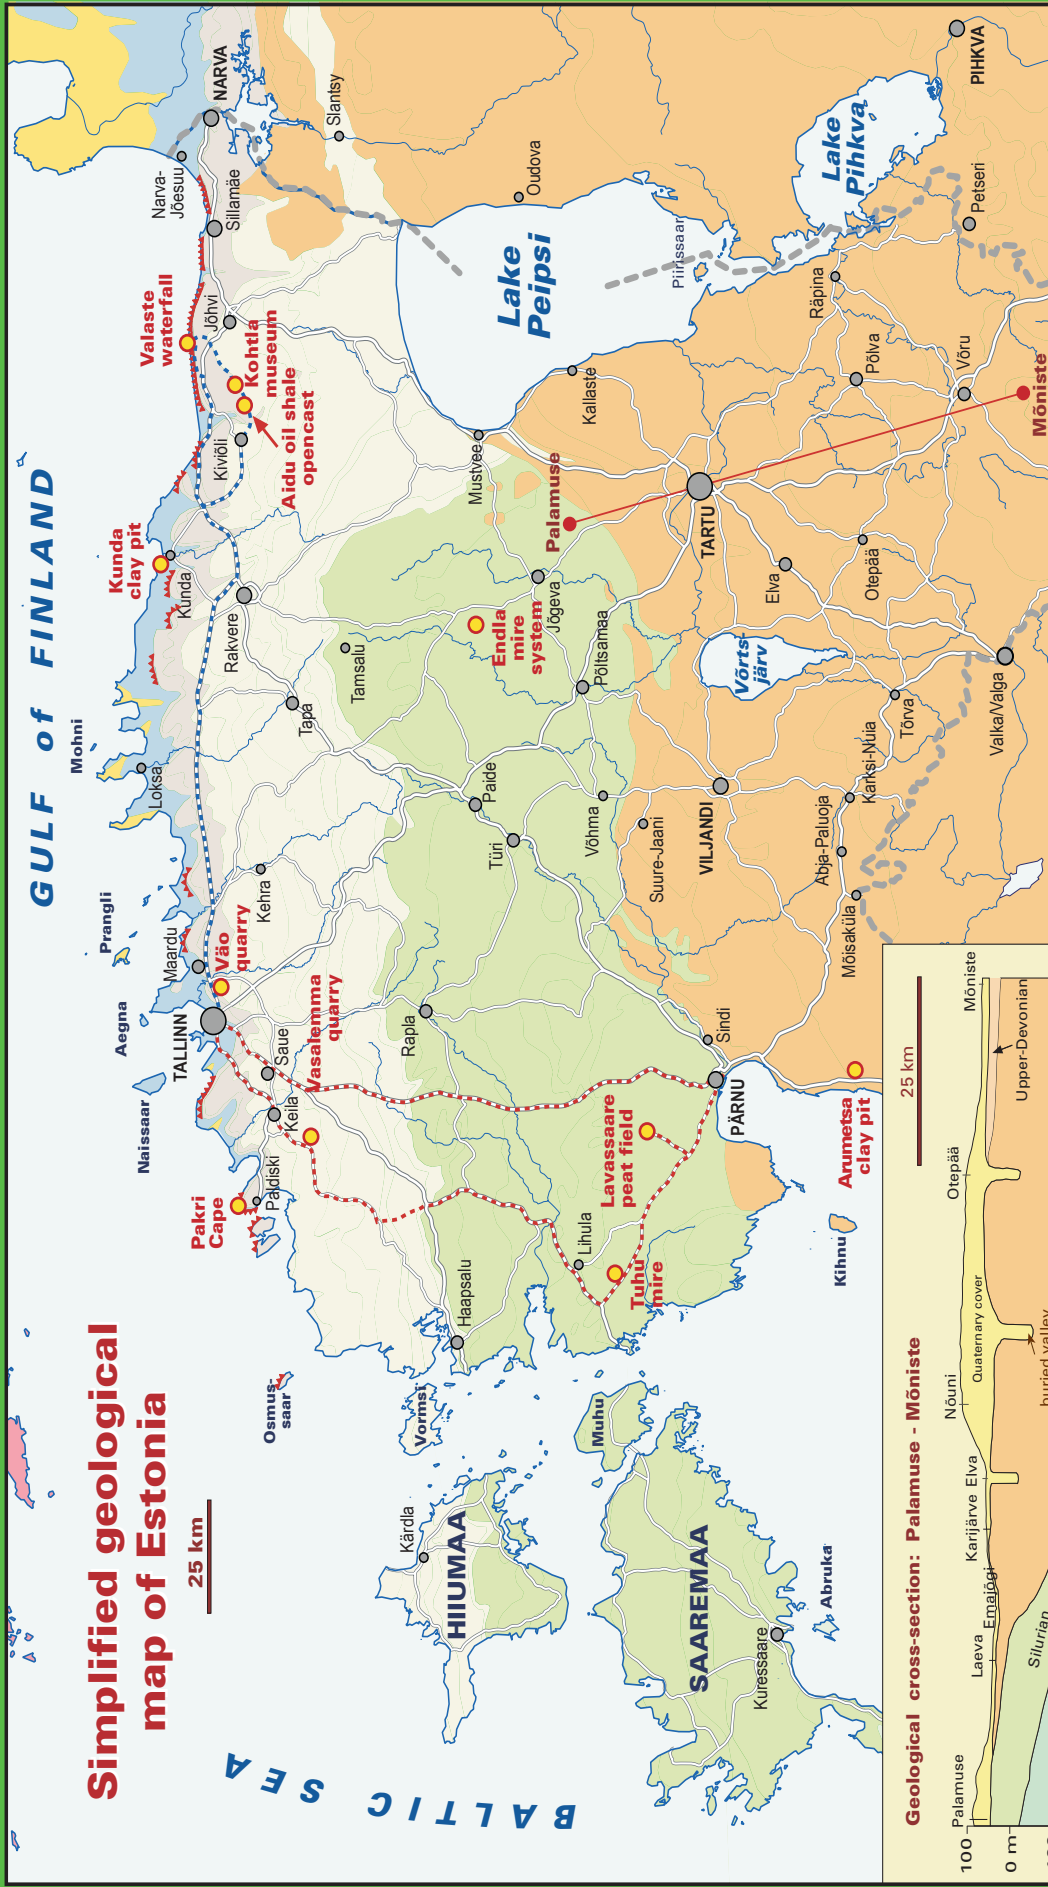 Simplified geological
map of Estonia
25 km
GULF of FINLAND
BALTIC SEA
Osmus-
saar
Naissaar
Aegna
Prangli
Mohni
Pakri
Cape
Paldiski
Keila
Saue
TALLINN
Maardu
Väo
quarry
Vasalemma
quarry
Kehra
Loksa
Kunda
clay pit
Kunda
Rakvere
Tapa
Tamsalu
Kiviõli
Aidu oil shale
opencast
Kohtla
museum
Valaste
waterfall
Jõhvi
Sillamäe
Narva-
Jõesuu
NARVA
Slantsy
Oudova
Lake
Peipsi
Piirissaar
Lake
Pihkva
PIHKVA
Petseri
Räpina
Põlva
Võru
Mõniste
Kallaste
Mustvee
Palamuse
TARTU
Jõgeva
Endla
mire
system
Põltsamaa
Elva
Otepää
Võrts-
järv
Valka/Valga
Tõrva
Karksi-Nuia
Abja-Paluoja
Mõisaküla
VILJANDI
Suure-Jaani
Võhma
Paide
Türi
Rapla
Sindi
PÄRNU
Lavassaare
peat field
Arumetsa
clay pit
Kihnu
Lihula
Tuhu
mire
Haapsalu
Vormsi
Muhu
Kärdla
HIIUMAA
SAAREMAA
Kuressaare
Abruka
Geological cross-section: Palamuse - Mõniste
25 km
Palamuse
Laeva
Emajõgi
Karijärve
Elva
Nõuni
Otepää
Mõniste
100
0 m
Quaternary cover
Upper-Devonian
buried valley
Silurian